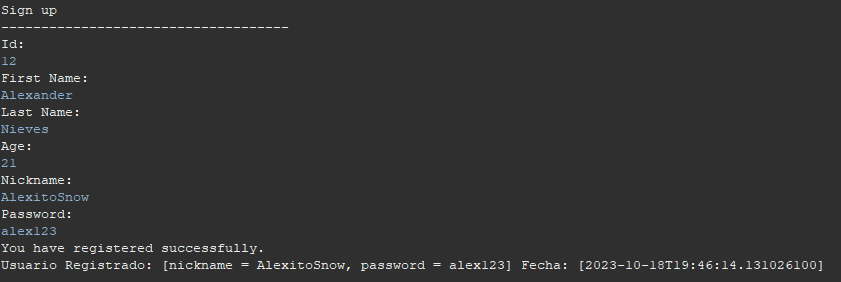 Sign up
------------------------------------
Id:
12
First Name:
Alexander
Last Name:
Nieves
Age:
21
Nickname:
AlexitoSnow
Password:
alex123
You have registered successfully.
Usuario Registrado: [nickname = AlexitoSnow, password = alex123] Fecha: [2023-10-18T19:46:14.131026100]